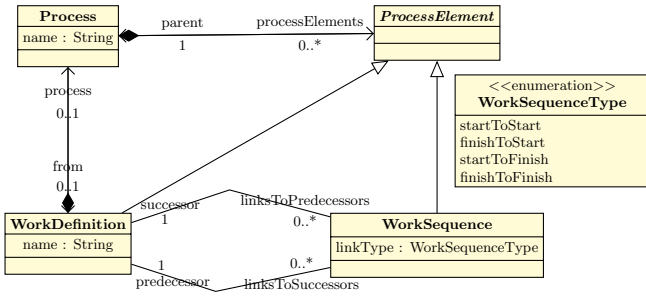 Process
name : String
parent
processElements
1
0..*
ProcessElement
<<enumeration>>
WorkSequenceType
startToStart
finishToStart
startToFinish
finishToFinish
process
0..1
from
0..1
WorkDefinition
name : String
successor
1
linksToPredecessors
0..*
WorkSequence
linkType : WorkSequenceType
1
predecessor
0..*
linksToSuccessors